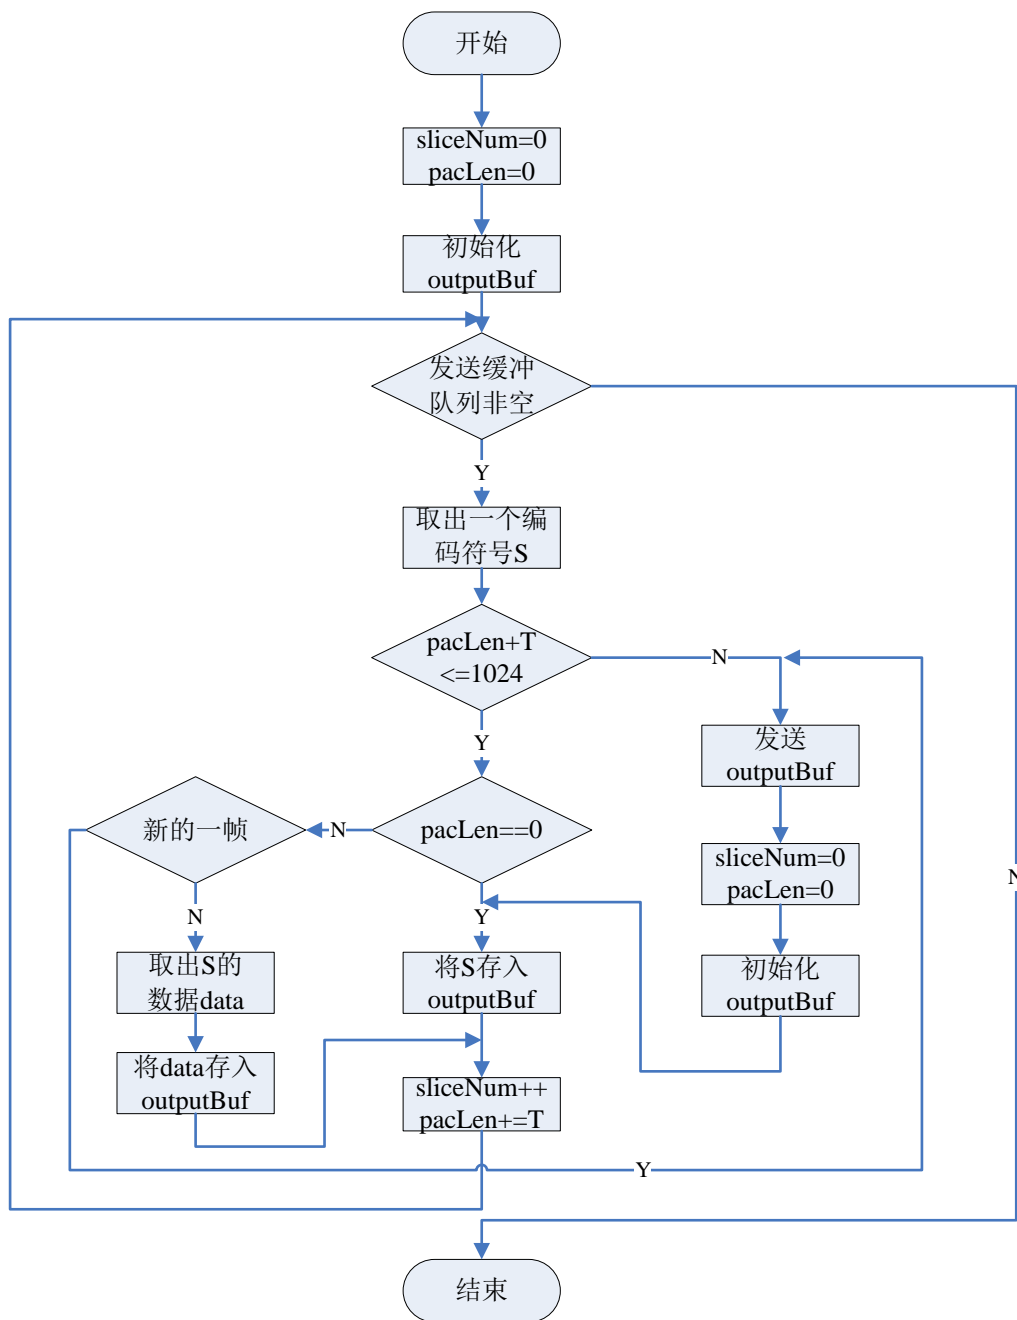 开始
sliceNum=0
pacLen=0
初始化
outputBuf
发送缓冲
队列非空
Y
取出一个编
码符号S
pacLen+T
<=1024
N
Y
发送
outputBuf
新的一帧
N
pacLen==0
sliceNum=0
pacLen=0
N
N
Y
取出S的
数据data
将S存入
outputBuf
初始化
outputBuf
将data存入
outputBuf
sliceNum++
pacLen+=T
Y
结束